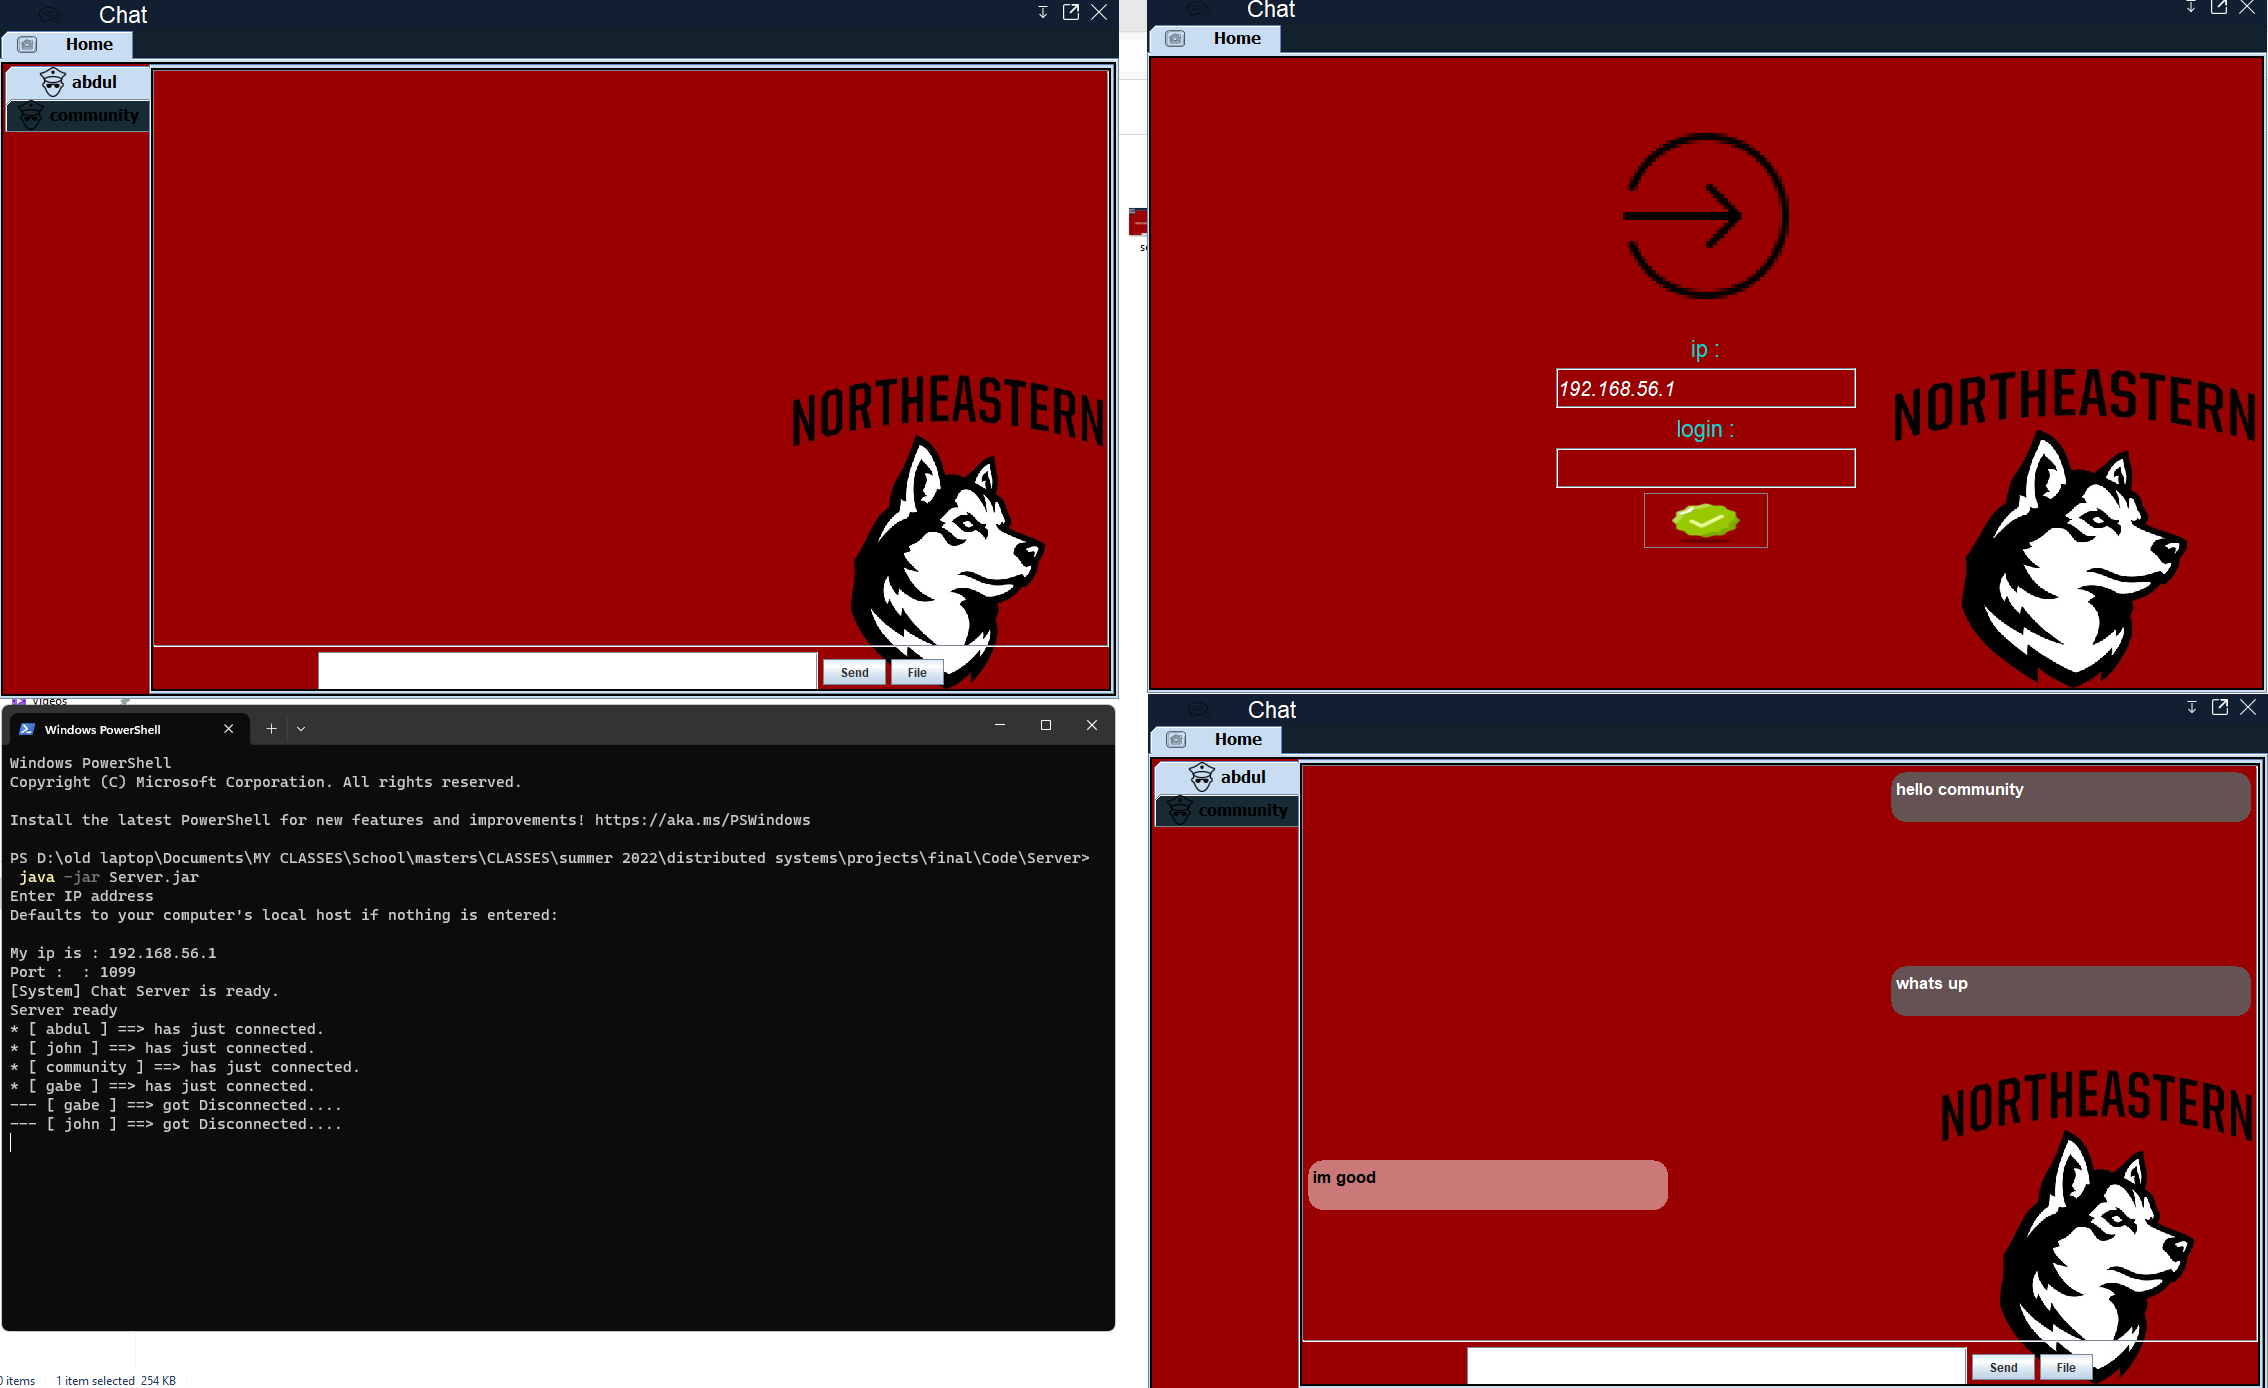 Chat
Home
abdul
community
NORTHEASTERN
Send
File
Chat
Home
ip :
192.168.56.1
login :
NORTHEASTERN
Videos
Windows PowerShell
Windows PowerShell
Copyright (C) Microsoft Corporation. All rights reserved.
Install the latest PowerShell for new features and improvements! https://aka.ms/PSWindows
PS D:\old laptop\Documents\MY CLASSES\School\masters\CLASSES\summer 2022\distributed systems\projects\final\Code\Server>
java -jar Server.jar
Enter IP address
Defaults to your computer's local host if nothing is entered:
My ip is : 192.168.56.1
Port :  : 1099
[System] Chat Server is ready.
Server ready
* [ abdul ] ==> has just connected.
* [ john ] ==> has just connected.
* [ community ] ==> has just connected.
* [ gabe ] ==> has just connected.
--- [ gabe ] ==> got Disconnected....
--- [ john ] ==> got Disconnected....
items
1 item selected 254 KB
Chat
Home
abdul
community
hello community
whats up
NORTHEASTERN
im good
Send
File